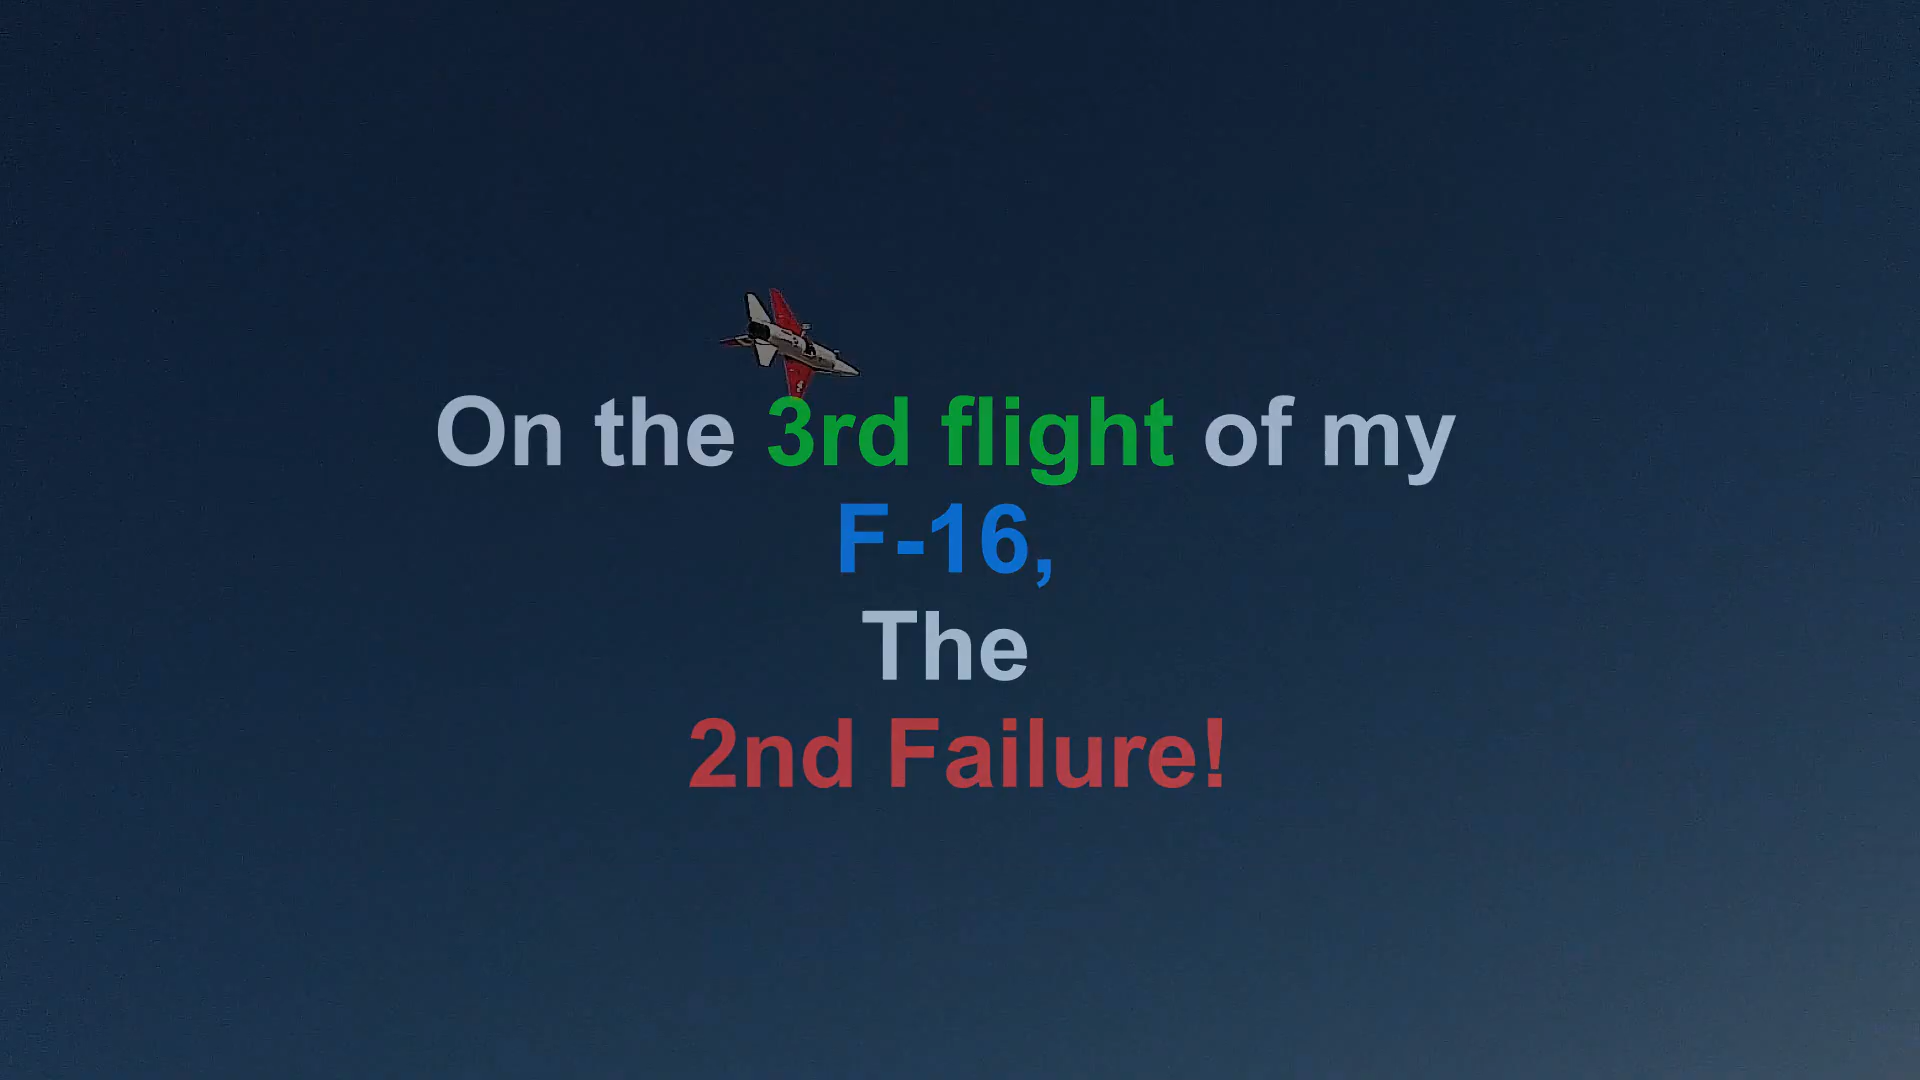 On the 3rd flight of my
F-16,
The
2nd Failure!